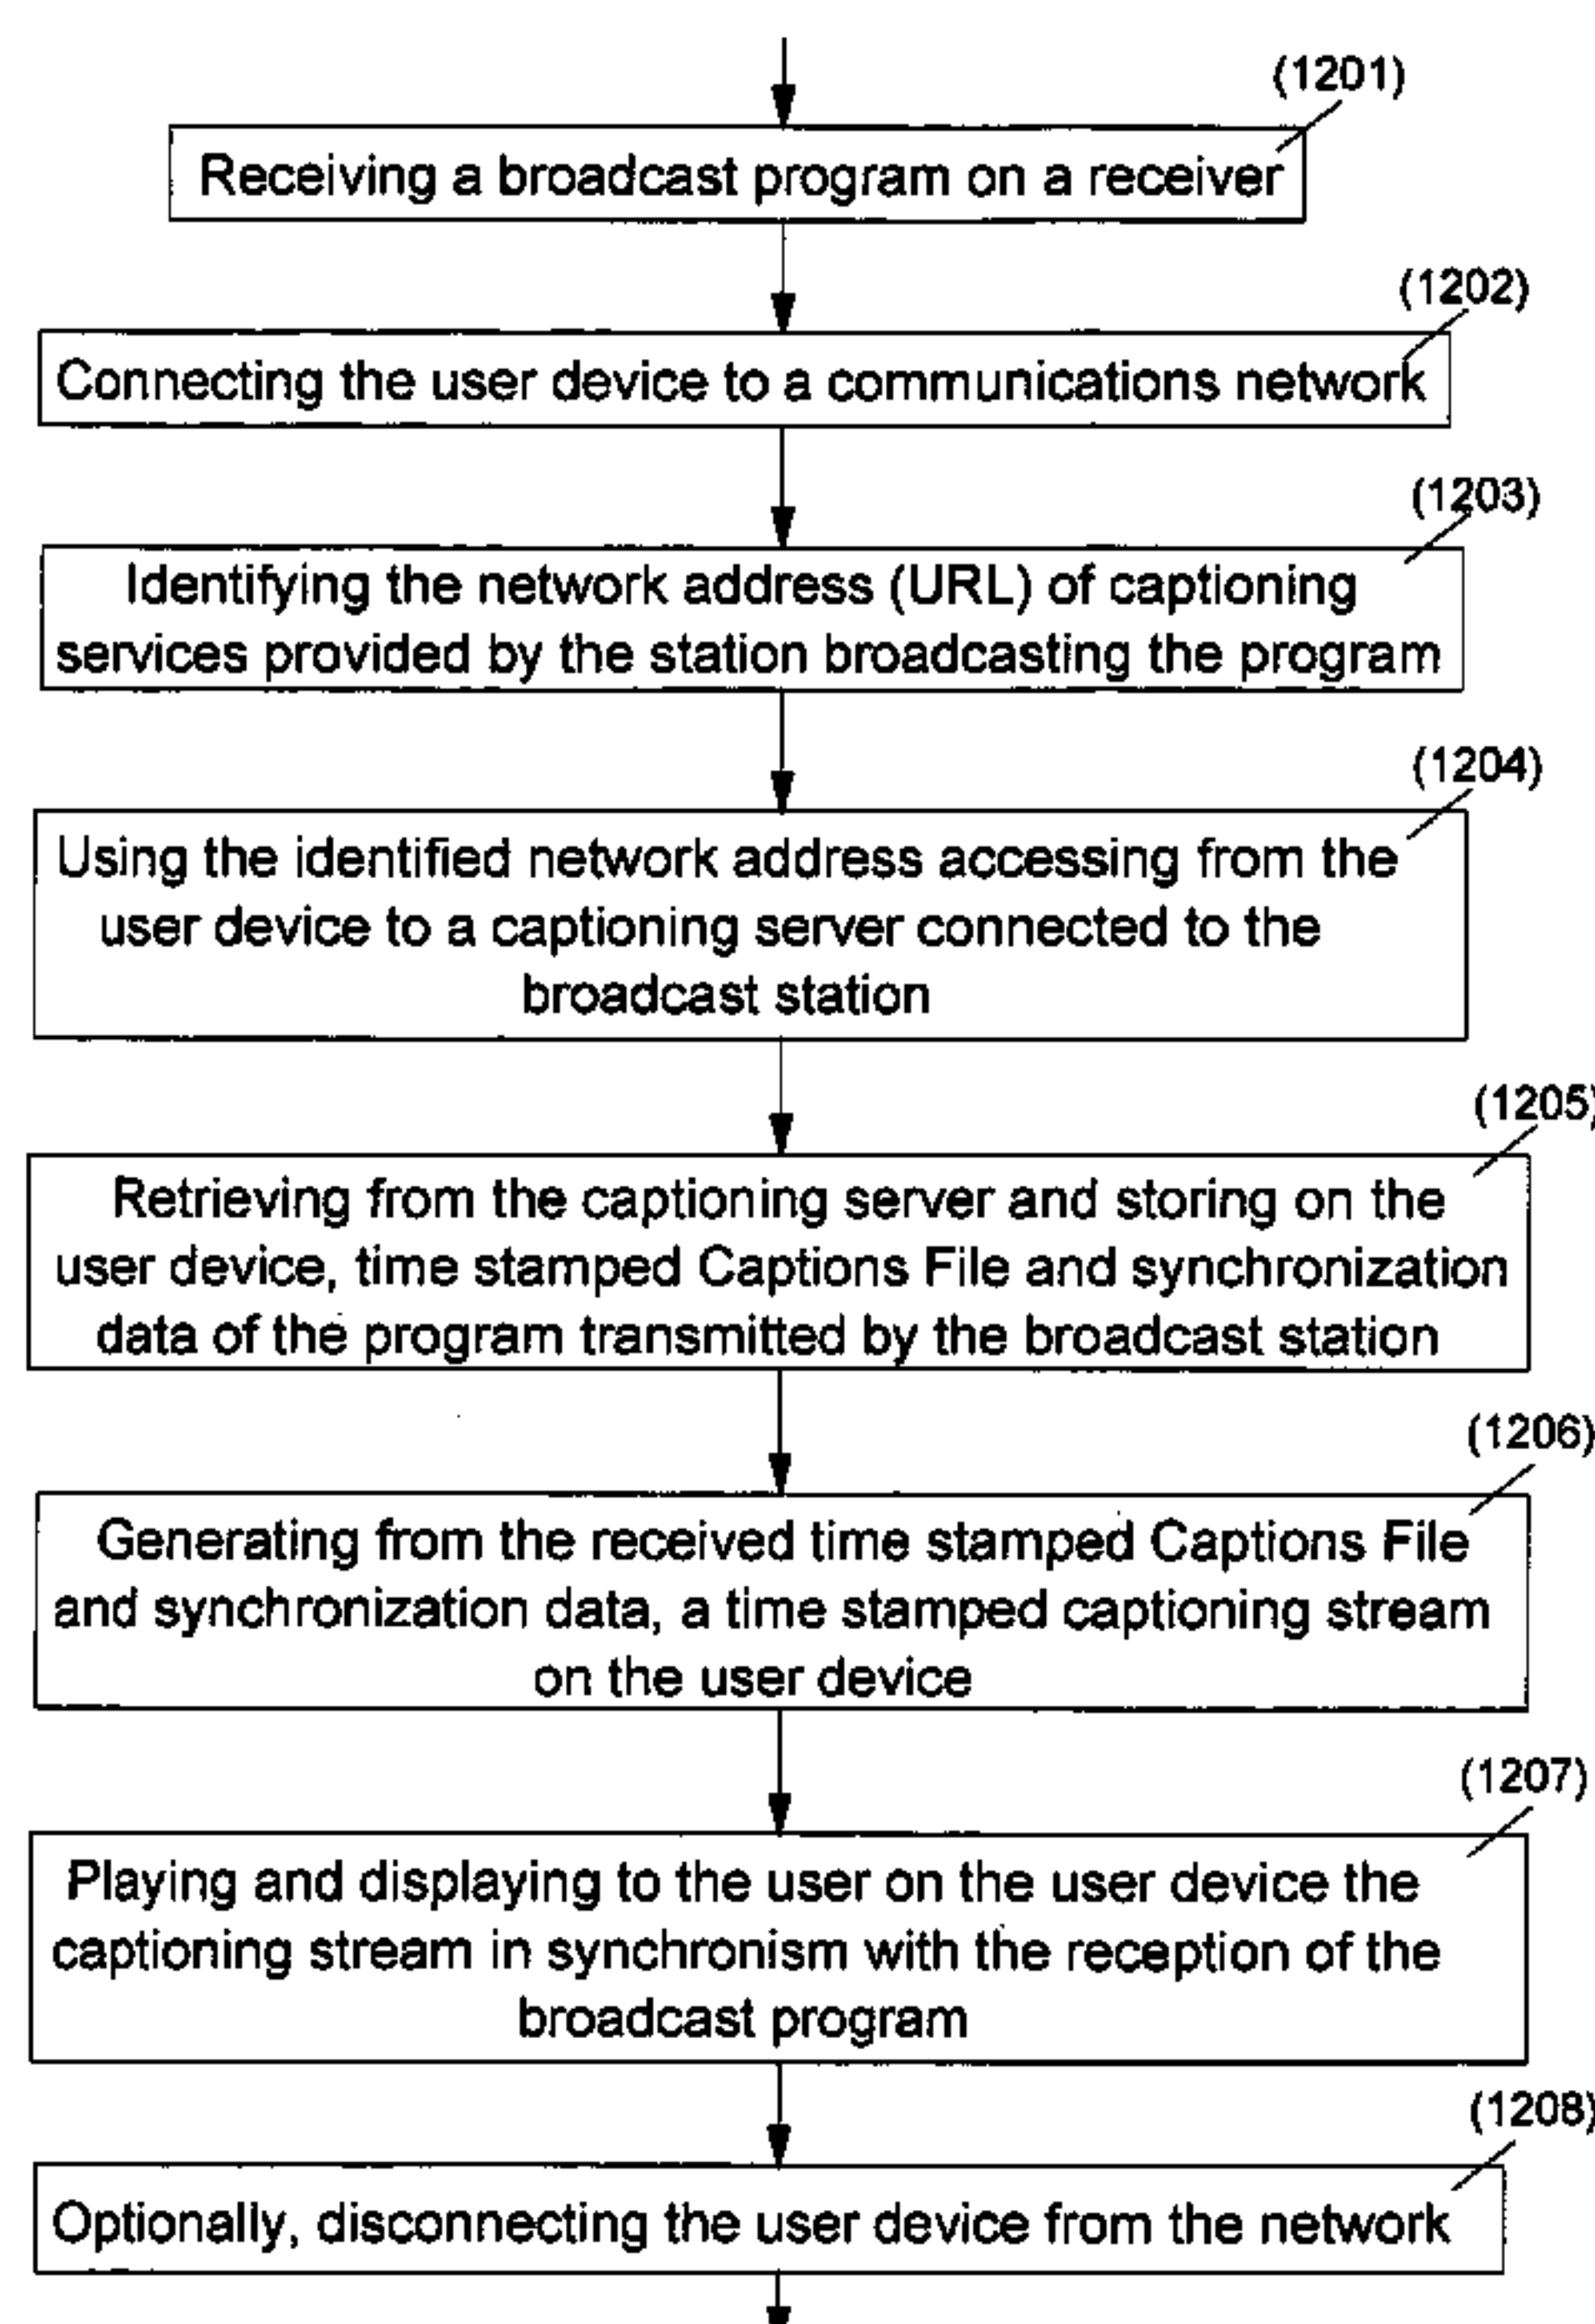 (1201)
Receiving a broadcast program on a receiver
(1202)
Connecting the user device to a communications network
(1203)
Identifying the network address (URL) of captioning
services provided by the station broadcasting the program
(1204)
Using the identified network address accessing from the
user device to a captioning server connected to the
broadcast station
(1205)
Retrieving from the captioning server and storing on the
user device, time stamped Captions File and synchronization
data of the program transmitted by the broadcast station
(1206)
Generating from the received time stamped Captions File
and synchronization data, a time stamped captioning stream
on the user device
(1207)
Playing and displaying to the user on the user device the
captioning stream in synchronism with the reception of the
broadcast program
(1208)
Optionally, disconnecting the user device from the network